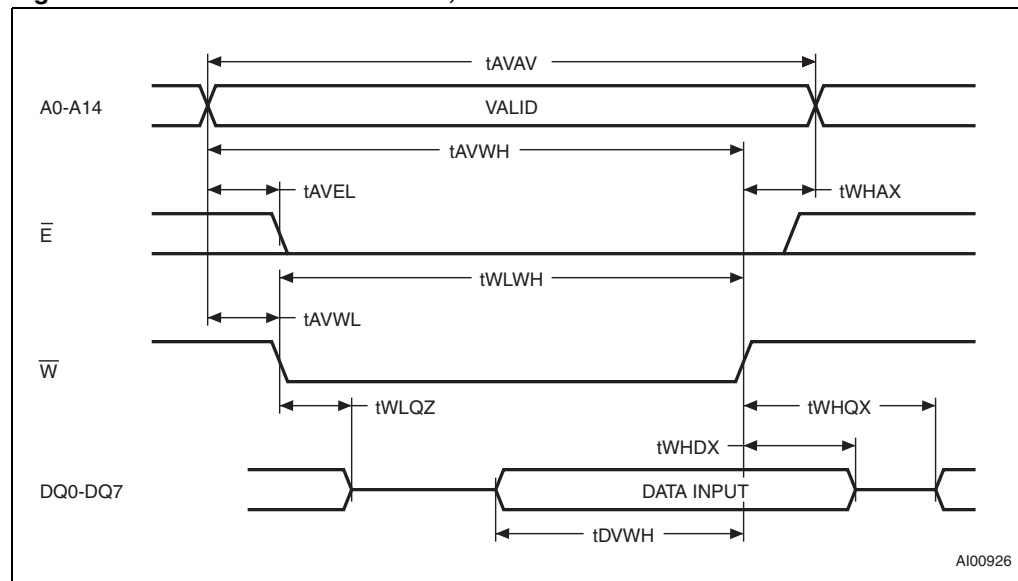 tAVAV
A0-A14 VALID
tAVWH
tAVEL tWHAX
E̅
tWLWH
tAVWL
W̅
tWLQZ tWHQX
tWHDX
DQ0-DQ7 DATA INPUT
tDVWH
AI00926